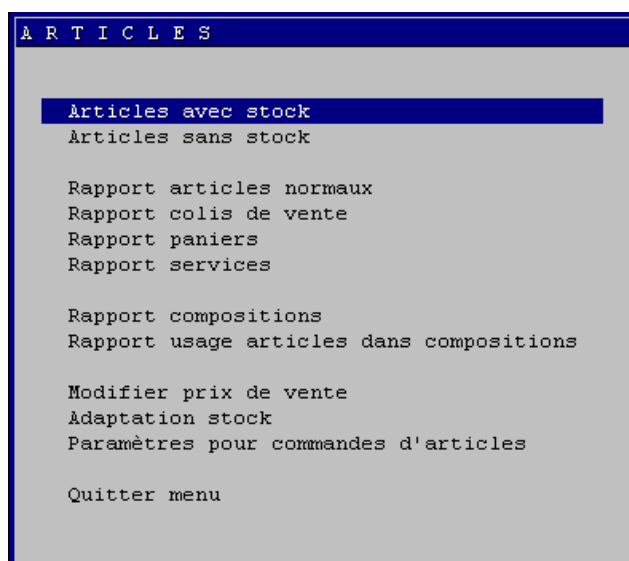 A R T I C L E S
Articles avec stock
Articles sans stock
Rapport articles normaux
Rapport colis de vente
Rapport paniers
Rapport services
Rapport compositions
Rapport usage articles dans compositions
Modifier prix de vente
Adaptation stock
Paramètres pour commandes d'articles
Quitter menu